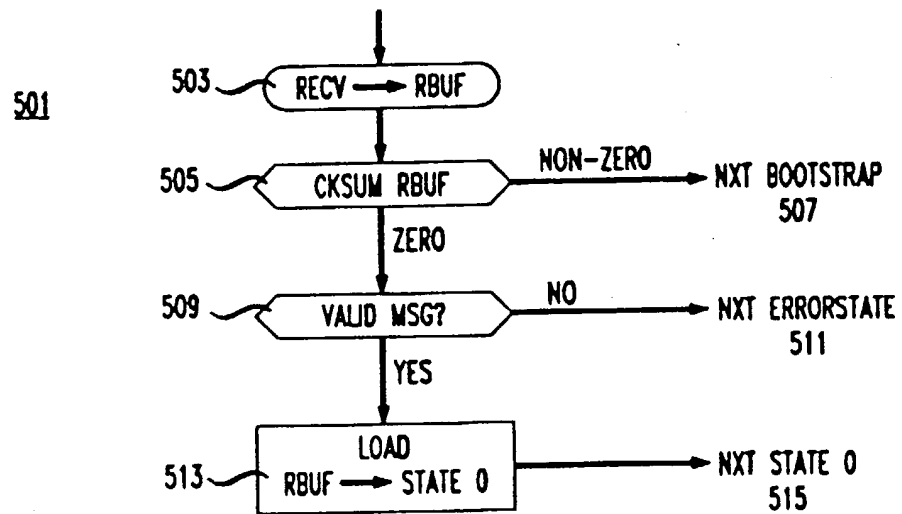 501
503
RECV → RBUF
505
CKSUM RBUF
NON-ZERO
NXT BOOTSTRAP
507
ZERO
509
VALID MSG?
NO
NXT ERRORSTATE
511
YES
513
LOAD
RBUF → STATE 0
NXT STATE 0
515